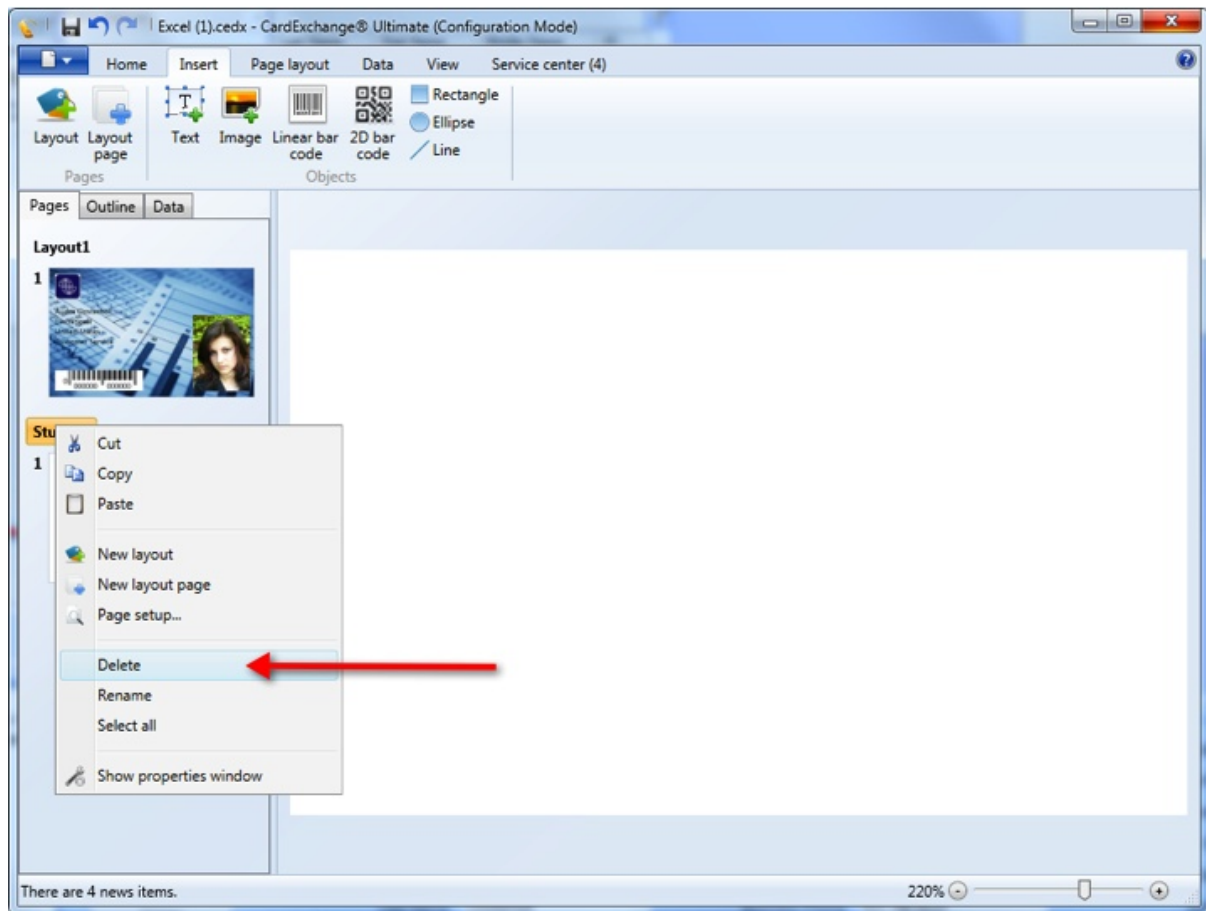 Excel (1).cedx - CardExchange® Ultimate (Configuration Mode)
Home Insert Page layout Data View Service center (4)
Layout Layout page Text Image Linear bar code 2D bar code
Rectangle
Ellipse
Line
Pages Objects
Pages Outline Data
Layout1
1
Stu
1
Cut
Copy
Paste
New layout
New layout page
Page setup...
Delete
Rename
Select all
Show properties window
There are 4 news items. 220%